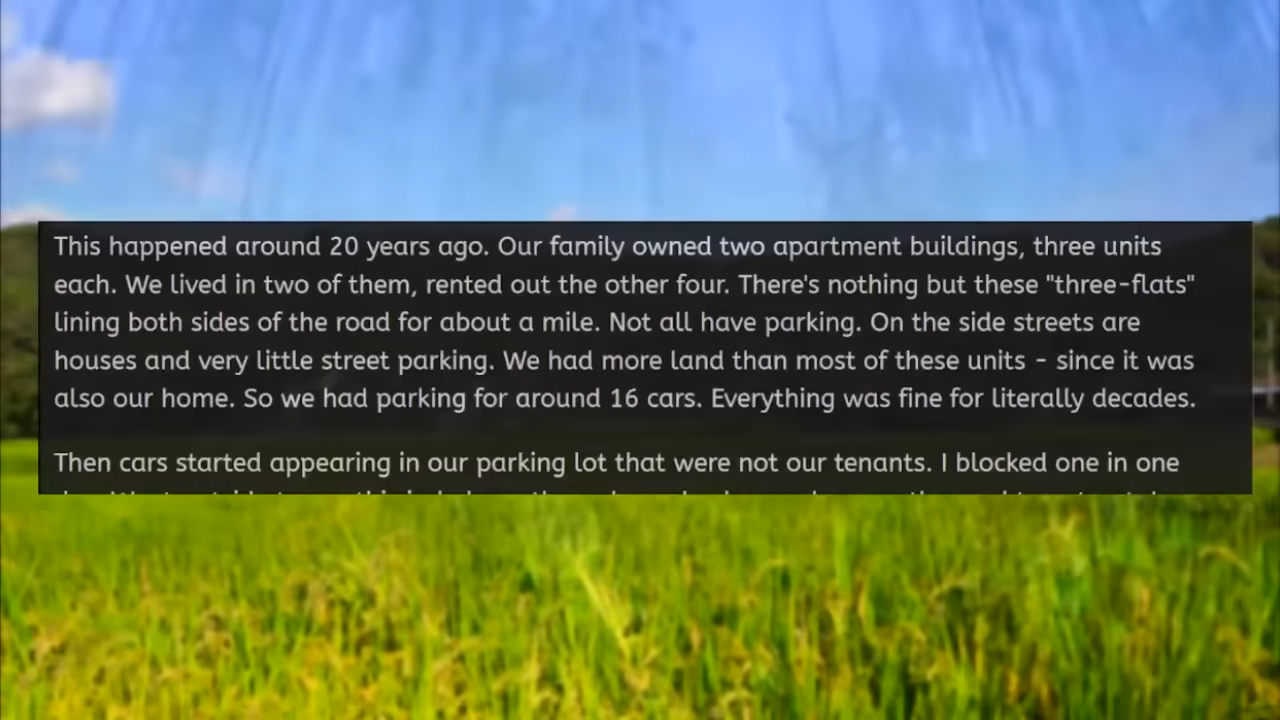 This happened around 20 years ago. Our family owned two apartment buildings, three units
each. We lived in two of them, rented out the other four. There's nothing but these "three-flats"
lining both sides of the road for about a mile. Not all have parking. On the side streets are
houses and very little street parking. We had more land than most of these units - since it was
also our home. So we had parking for around 16 cars. Everything was fine for literally decades.
Then cars started appearing in our parking lot that were not our tenants. I blocked one in one